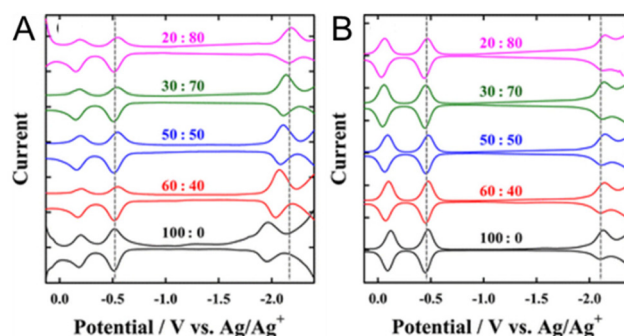 A
20 : 80
30 : 70
50 : 50
60 : 40
100 : 0
Current
0.0 -0.5 -1.0 -1.5 -2.0
Potential / V vs. Ag/Ag⁺
B
20 : 80
30 : 70
50 : 50
60 : 40
100 : 0
Current
0.0 -0.5 -1.0 -1.5 -2.0
Potential / V vs. Ag/Ag⁺